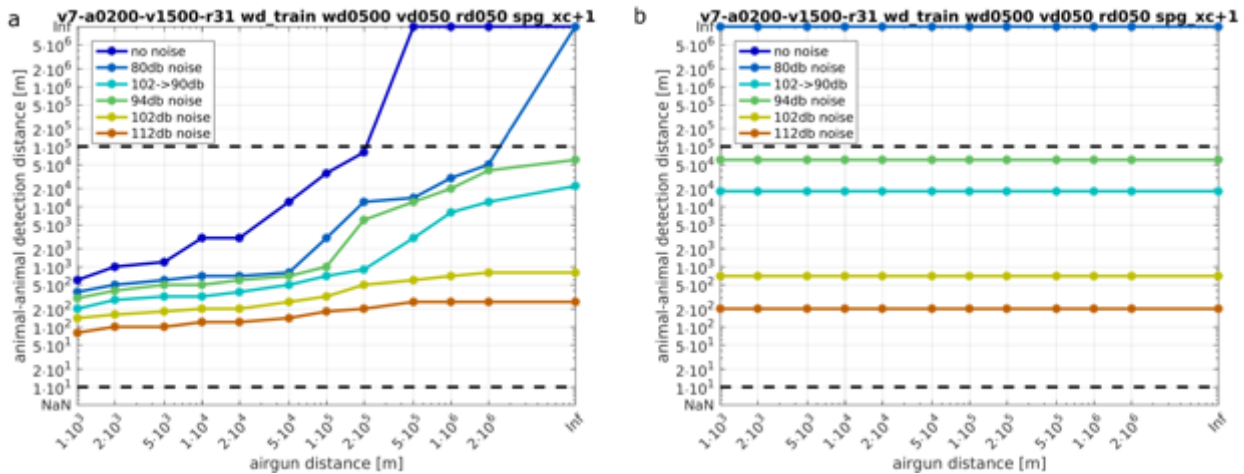 a
v7-a0200-v1500-r31 wd_train wd0500 vd050 rd050 spg_xc+1
Inf
5·10⁶
2·10⁶
1·10⁶
5·10⁵
2·10⁵
1·10⁵
5·10⁴
2·10⁴
1·10⁴
5·10³
2·10³
1·10³
5·10²
2·10²
1·10²
5·10¹
2·10¹
1·10¹
NaN
animal-animal detection distance [m]
no noise
80db noise
102->90db
94db noise
102db noise
112db noise
1·10³
2·10³
5·10³
1·10⁴
2·10⁴
5·10⁴
1·10⁵
2·10⁵
5·10⁵
1·10⁶
2·10⁶
Inf
airgun distance [m]
b
v7-a0200-v1500-r31 wd_train wd0500 vd050 rd050 spg_xc+1
Inf
5·10⁶
2·10⁶
1·10⁶
5·10⁵
2·10⁵
1·10⁵
5·10⁴
2·10⁴
1·10⁴
5·10³
2·10³
1·10³
5·10²
2·10²
1·10²
5·10¹
2·10¹
1·10¹
NaN
animal-animal detection distance [m]
no noise
80db noise
102->90db
94db noise
102db noise
112db noise
1·10³
2·10³
5·10³
1·10⁴
2·10⁴
5·10⁴
1·10⁵
2·10⁵
5·10⁵
1·10⁶
2·10⁶
Inf
airgun distance [m]